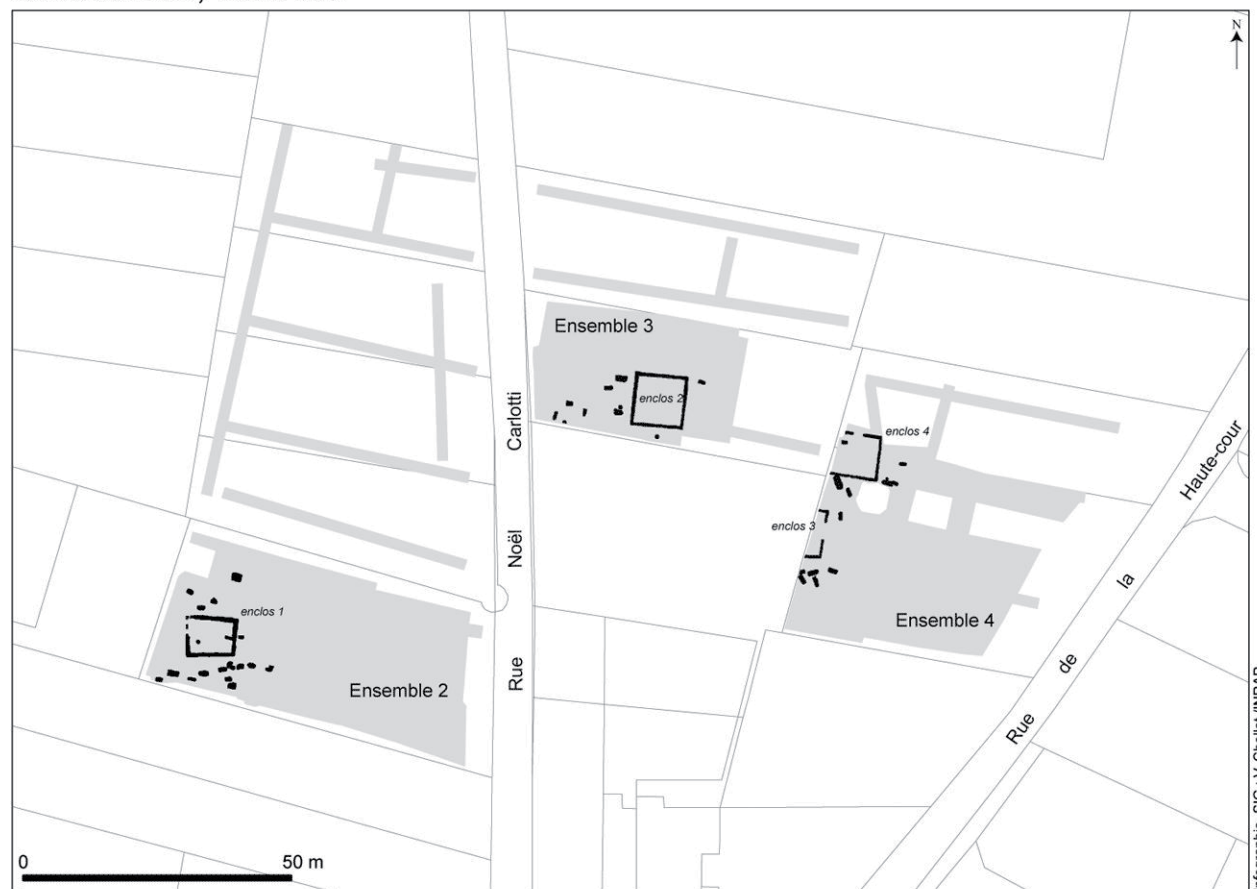 N
Ensemble 3
enclos 2
Carlotti
Noël
Rue
enclos 4
enclos 3
Haute-cour
la
de
Rue
Ensemble 4
enclos 1
Ensemble 2
0 50 m